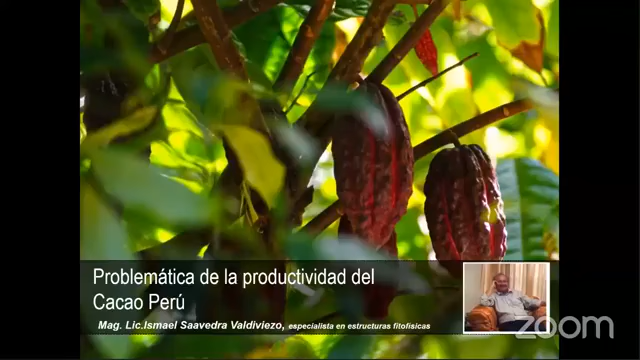 Problemática de la productividad del
Cacao Perú
Mag. Lic.Ismael Saavedra Valdiviezo, especialista en estructuras fitofísicas
zoom